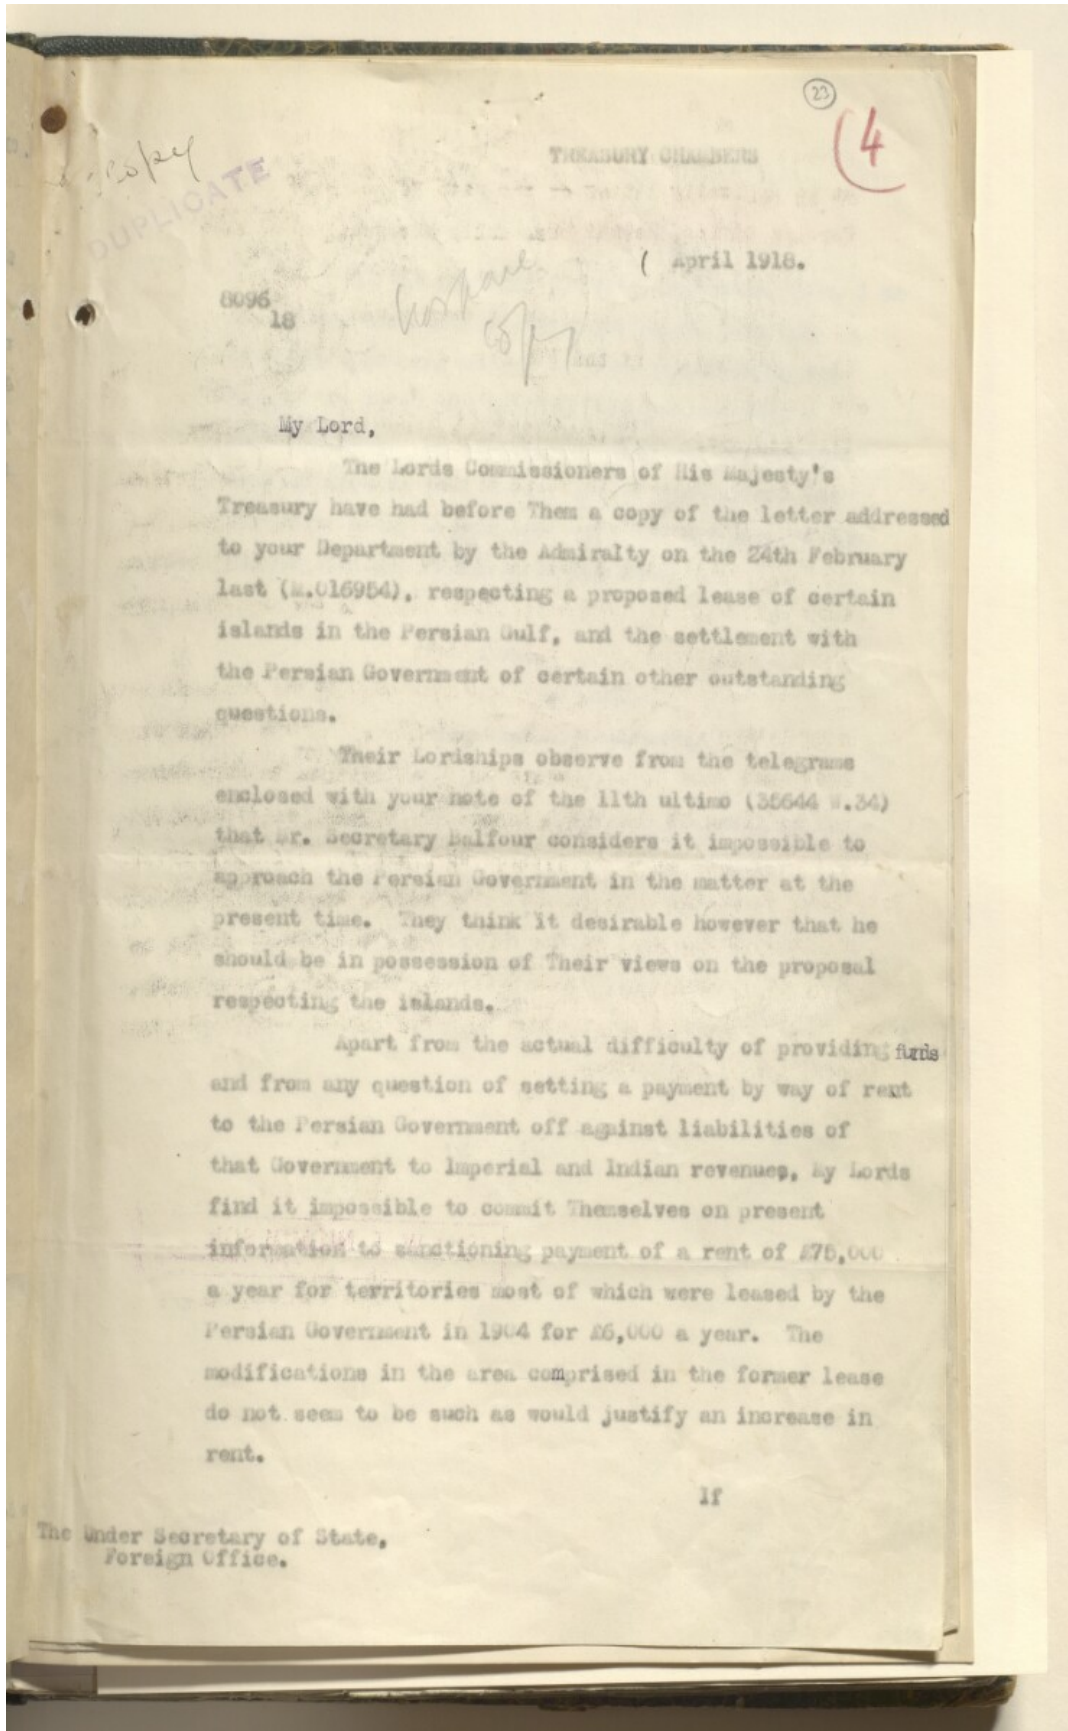 23
4
Copy
DUPLICATE
TREASURY CHAMBERS
April 1918.
8096
18
copy
My Lord,
The Lords Commissioners of His Majesty's
Treasury have had before Them a copy of the letter addressed
to your Department by the Admiralty on the 24th February
last (M.016954), respecting a proposed lease of certain
islands in the Persian Gulf, and the settlement with
the Persian Government of certain other outstanding
questions.
Their Lordships observe from the telegrams
enclosed with your note of the 11th ultimo (35644 W.34)
that Mr. Secretary Balfour considers it impossible to
approach the Persian Government in the matter at the
present time. They think it desirable however that he
should be in possession of Their views on the proposal
respecting the islands.
Apart from the actual difficulty of providing funds
and from any question of setting a payment by way of rent
to the Persian Government off against liabilities of
that Government to Imperial and Indian revenues, My Lords
find it impossible to commit Themselves on present
information to sanctioning payment of a rent of £75,000
a year for territories most of which were leased by the
Persian Government in 1904 for £6,000 a year. The
modifications in the area comprised in the former lease
do not seem to be such as would justify an increase in
rent.
If
The Under Secretary of State,
Foreign Office.